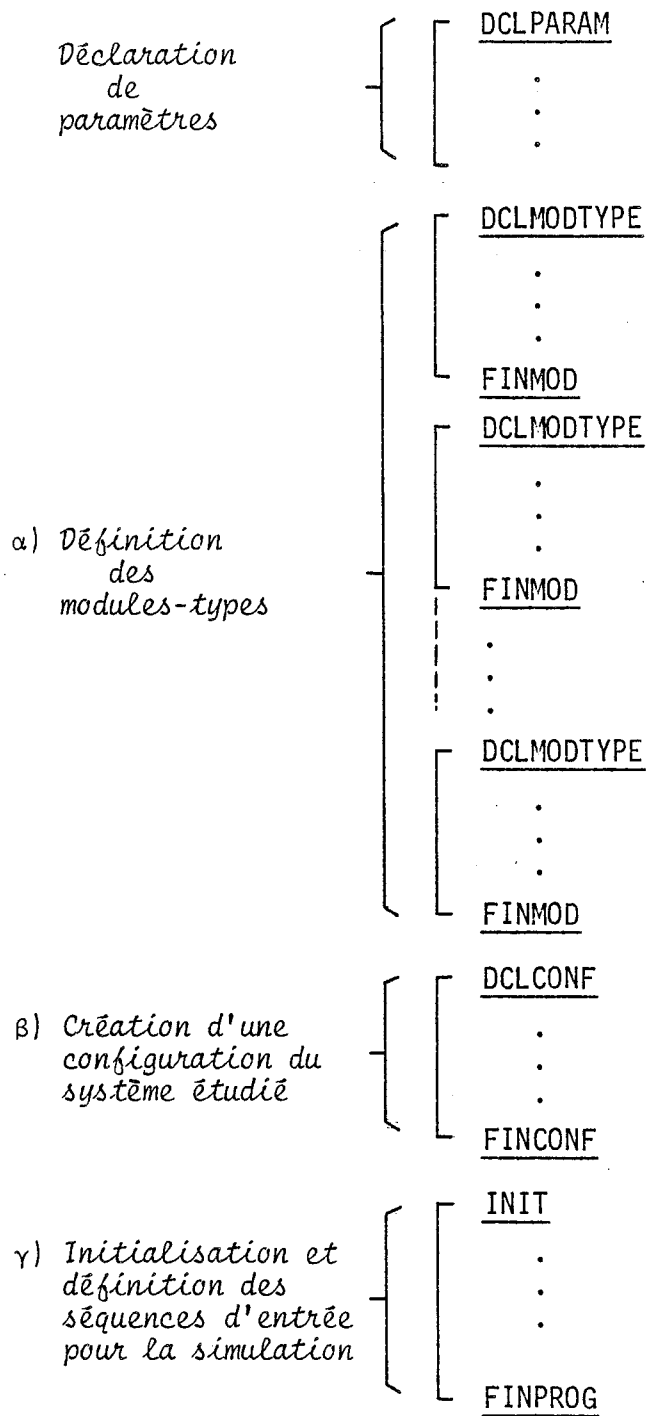 Déclaration
de
paramètres
DCLPARAM
DCLMODTYPE
FINMOD
DCLMODTYPE
α) Définition
des
modules-types
FINMOD
DCLMODTYPE
FINMOD
β) Création d'une
configuration du
système étudié
DCLCONF
FINCONF
γ) Initialisation et
définition des
séquences d'entrée
pour la simulation
INIT
FINPROG